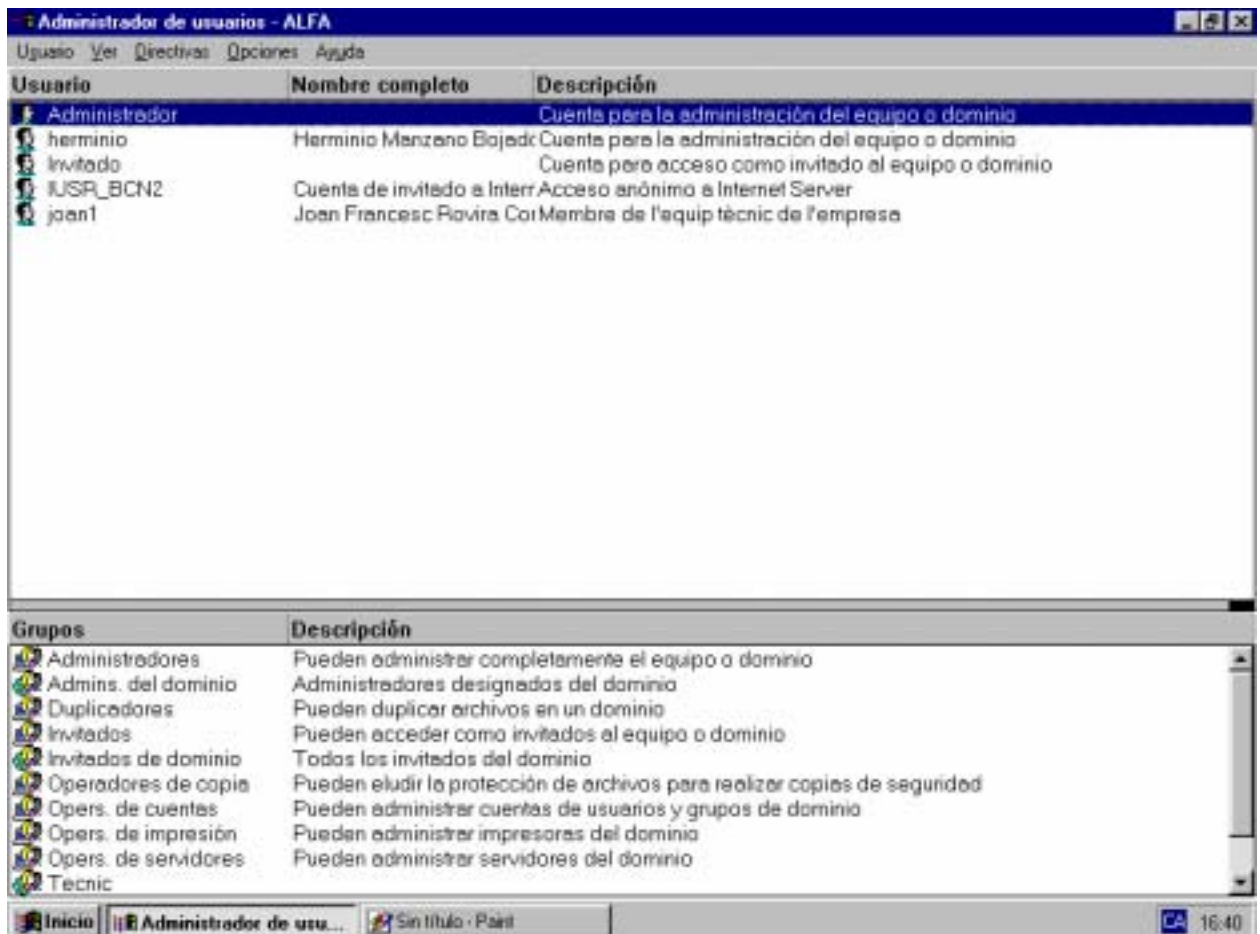 Administrador de usuarios - ALFA
Usuario Ver Directivas Opciones Ayuda
Usuario Nombre completo Descripción
Administrador Cuenta para la administración del equipo o dominio
herminio Herminio Manzano Bojad Cuenta para la administración del equipo o dominio
Invitado Cuenta para acceso como invitado al equipo o dominio
IUSR_BCN2 Cuenta de invitado a Interr Acceso anónimo a Internet Server
joan1 Joan Francesc Rovira Cor Membre de l'equip tècnic de l'empresa
Grupos Descripción
Administradores Pueden administrar completamente el equipo o dominio
Admins. del dominio Administradores designados del dominio
Duplicadores Pueden duplicar archivos en un dominio
Invitados Pueden acceder como invitados al equipo o dominio
Invitados de dominio Todos los invitados del dominio
Operadores de copia Pueden eludir la protección de archivos para realizar copias de seguridad
Opers. de cuentas Pueden administrar cuentas de usuarios y grupos de dominio
Opers. de impresión Pueden administrar impresoras del dominio
Opers. de servidores Pueden administrar servidores del dominio
Tecnic
Inicio Administrador de usu... Sin título - Paint CA 16:40